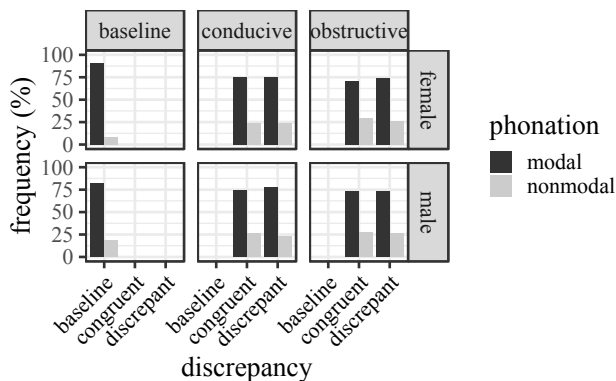 baseline conducive obstructive
frequency (%)
100
75
50
25
0
female
100
75
50
25
0
male
baseline congruent discrepant
baseline congruent discrepant
baseline congruent discrepant
discrepancy
phonation
modal
nonmodal